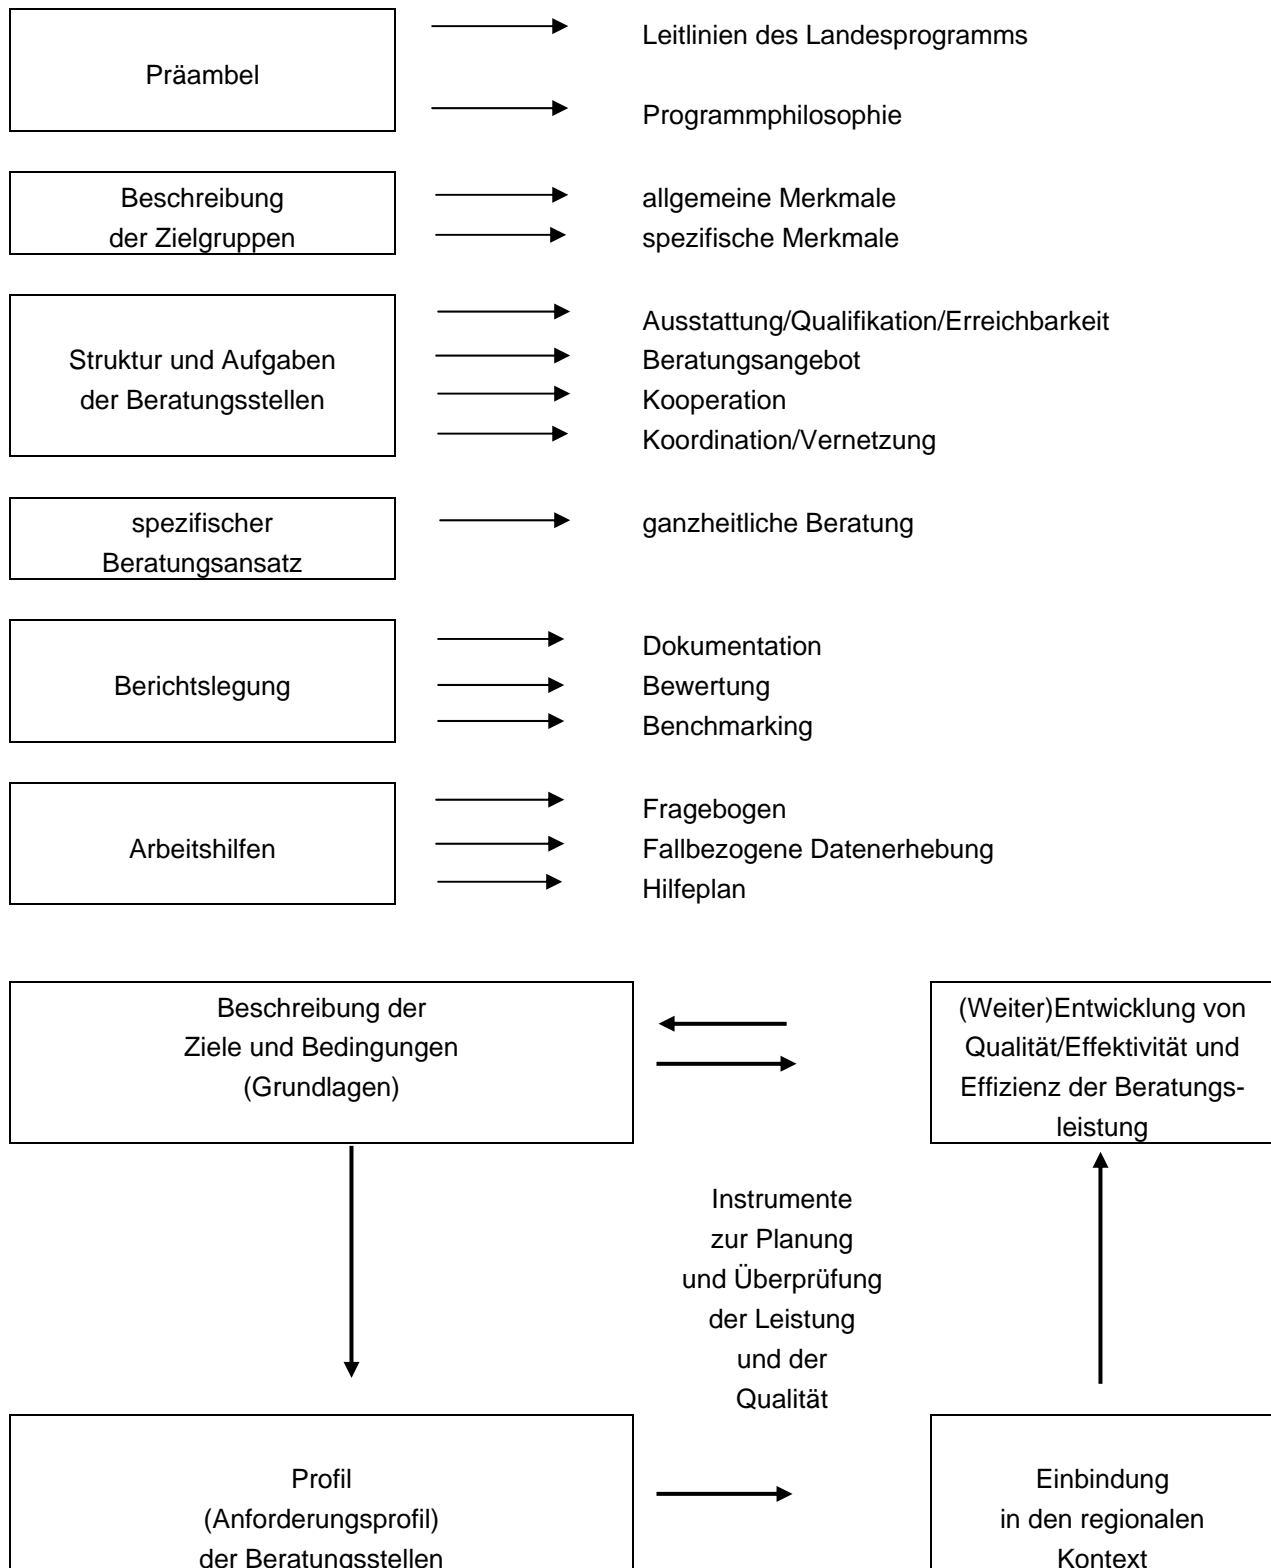 Präambel
Leitlinien des Landesprogramms
Programmphilosophie
Beschreibung
der Zielgruppen
allgemeine Merkmale
spezifische Merkmale
Struktur und Aufgaben
der Beratungsstellen
Ausstattung/Qualifikation/Erreichbarkeit
Beratungsangebot
Kooperation
Koordination/Vernetzung
spezifischer
Beratungsansatz
ganzheitliche Beratung
Berichtslegung
Dokumentation
Bewertung
Benchmarking
Arbeitshilfen
Fragebogen
Fallbezogene Datenerhebung
Hilfeplan
Beschreibung der
Ziele und Bedingungen
(Grundlagen)
(Weiter)Entwicklung von
Qualität/Effektivität und
Effizienz der Beratungs-
leistung
Instrumente
zur Planung
und Überprüfung
der Leistung
und der
Qualität
Profil
(Anforderungsprofil)
der Beratungsstellen
Einbindung
in den regionalen
Kontext